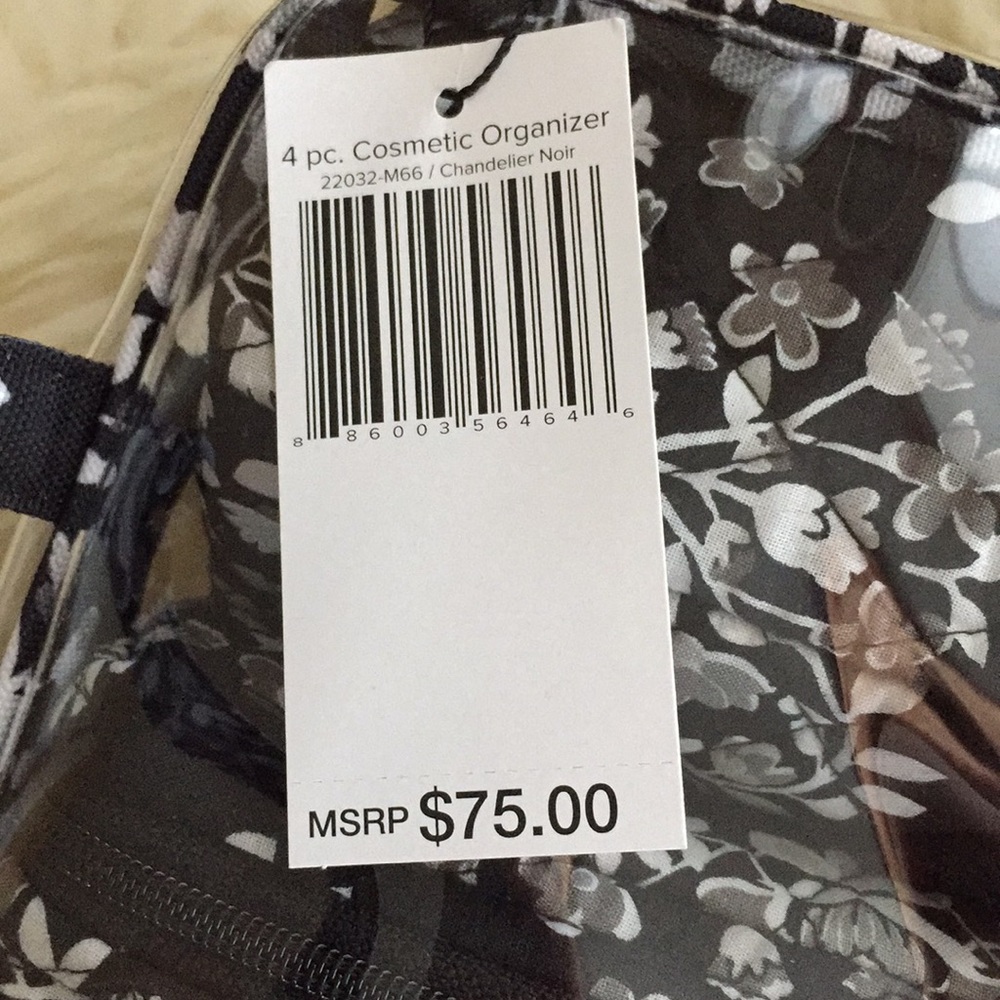 4 pc. Cosmetic Organizer
22032-M66 / Chandelier Noir
8 86003 56464 6
MSRP $75.00